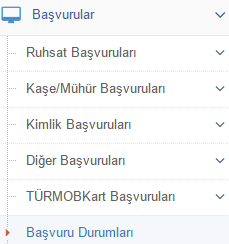 Başvurular
Ruhsat Başvuruları
Kaşe/Mühür Başvuruları
Kimlik Başvuruları
Diğer Başvuruları
TÜRMOBKart Başvuruları
Başvuru Durumları